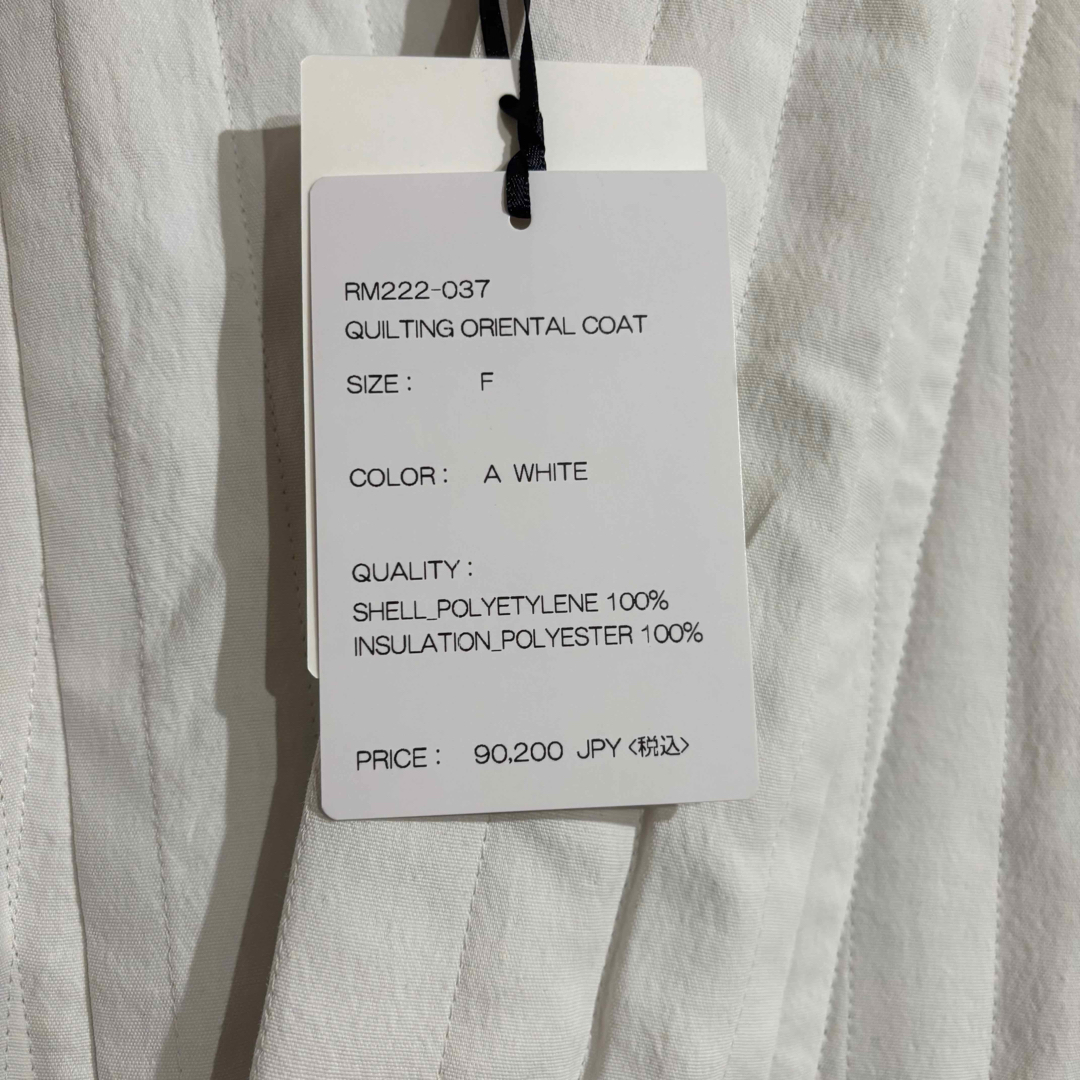 RM222-037
QUILTING ORIENTAL COAT
SIZE : F
COLOR : A WHITE
QUALITY :
SHELL_POLYETYLENE 100%
INSULATION_POLYESTER 100%
PRICE : 90,200 JPY <税込>